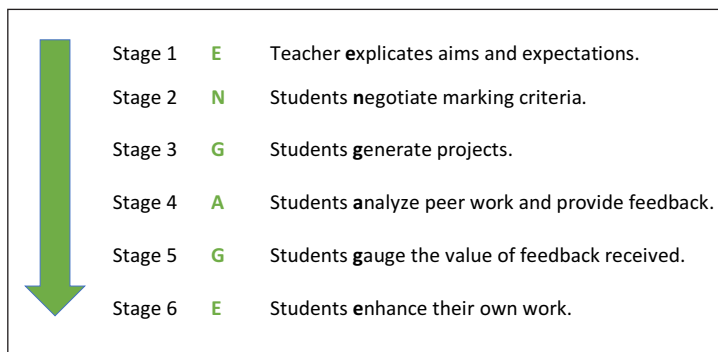 Stage 1 E Teacher explicates aims and expectations.
Stage 2 N Students negotiate marking criteria.
Stage 3 G Students generate projects.
Stage 4 A Students analyze peer work and provide feedback.
Stage 5 G Students gauge the value of feedback received.
Stage 6 E Students enhance their own work.